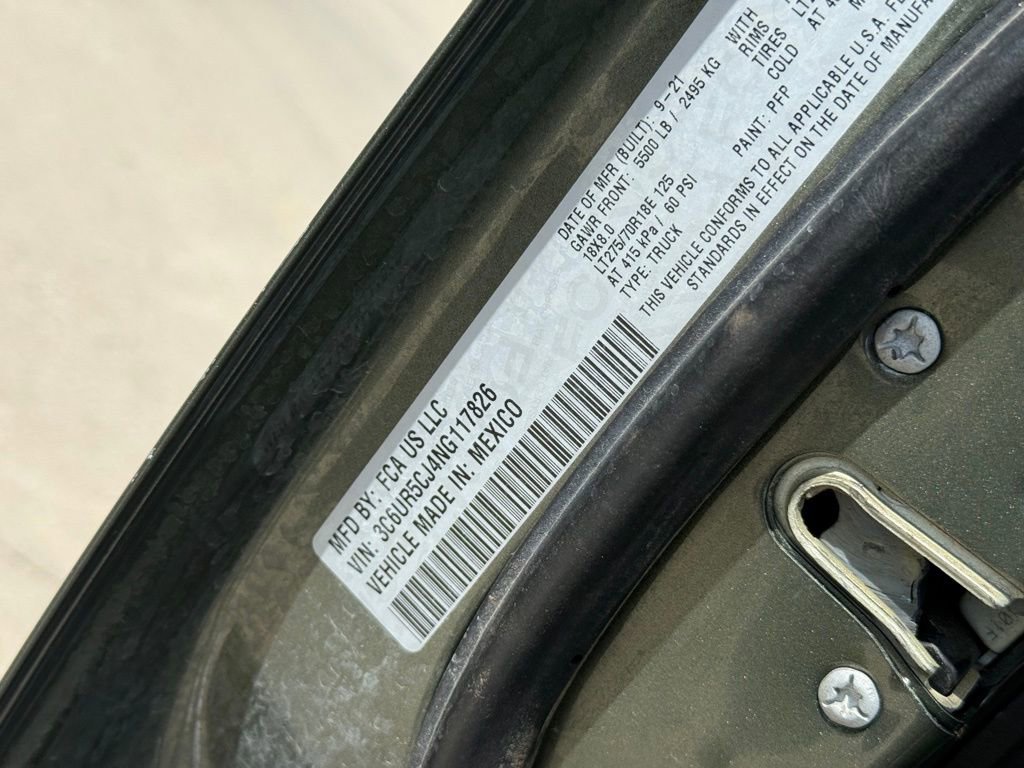 MFD BY: FCA US LLC
VIN: 3C6UR5CJ4NG117826
VEHICLE MADE IN: MEXICO
DATE OF MFR (BUILT): 9-21
GAWR FRONT: 5500 LB / 2495 KG WITH
18X8.0 RIMS
LT275/70R18E 125 TIRES
AT 415 kPa / 60 PSI COLD
TYPE: TRUCK PAINT: PFP
THIS VEHICLE CONFORMS TO ALL APPLICABLE U.S.A.
STANDARDS IN EFFECT ON THE DATE OF